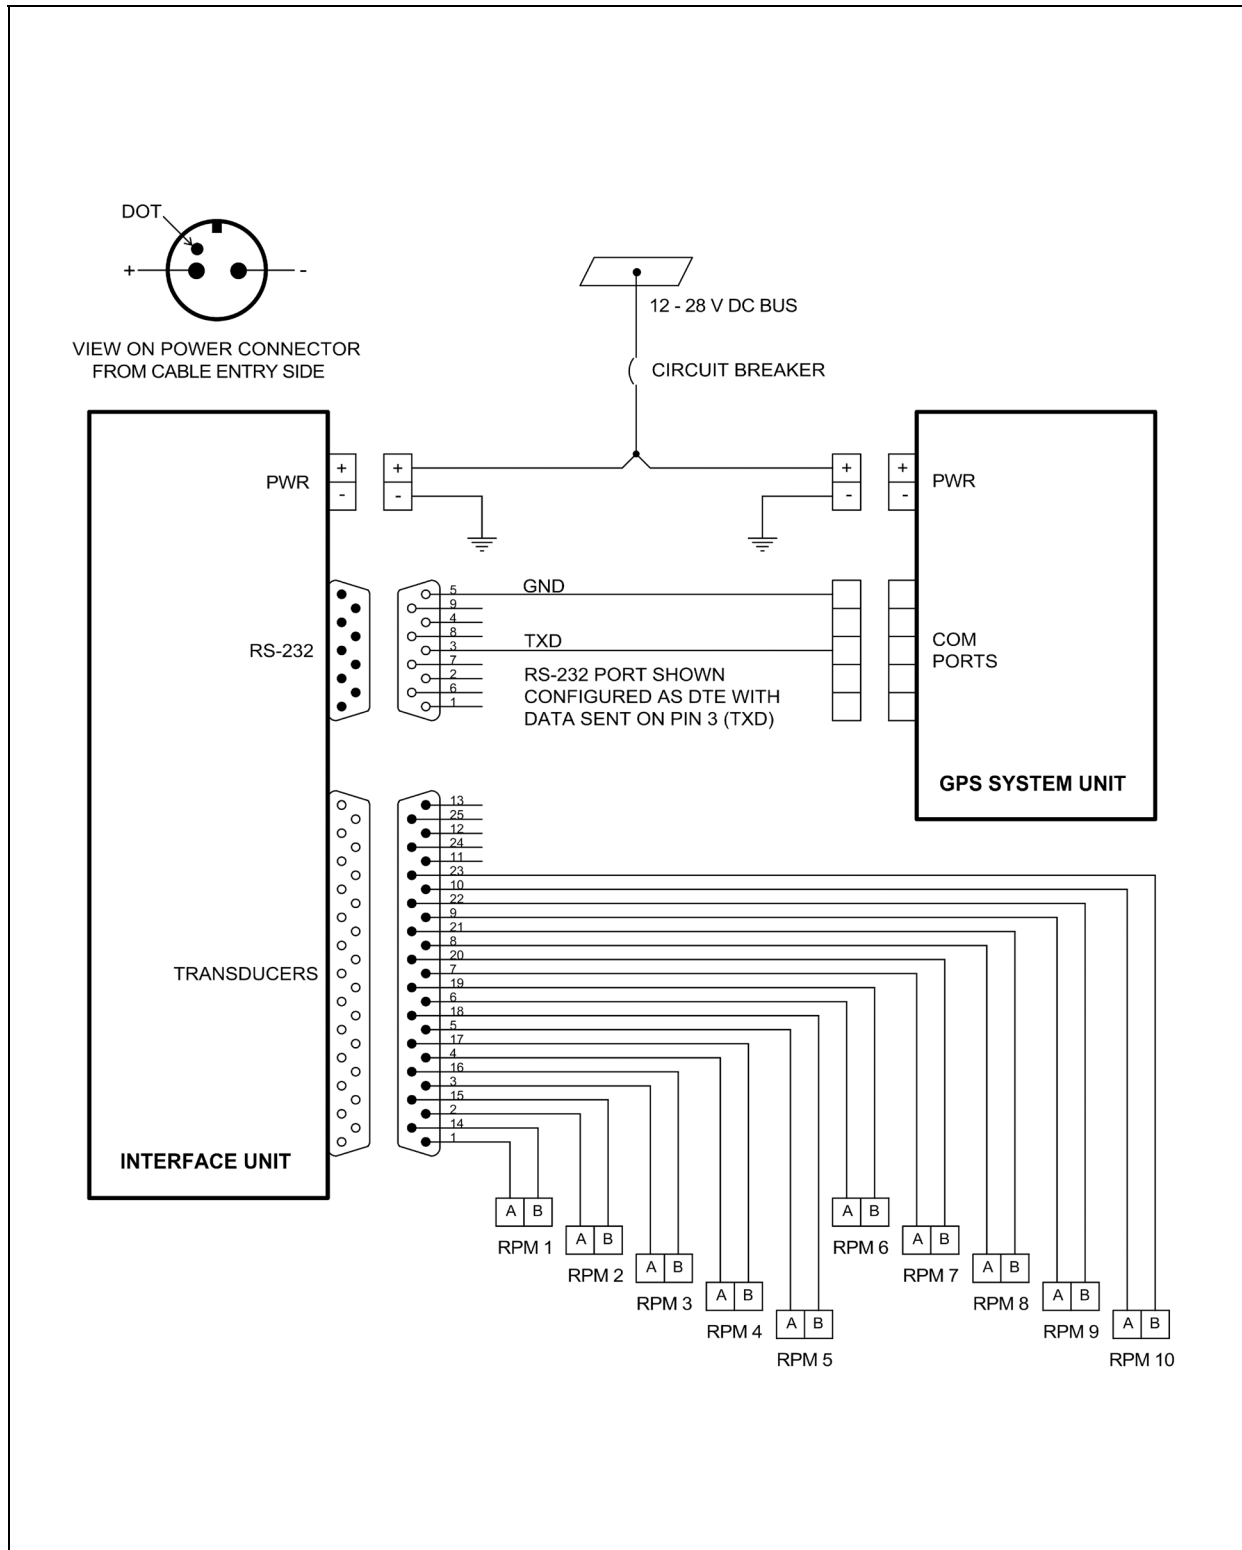 DOT
+
-
VIEW ON POWER CONNECTOR
FROM CABLE ENTRY SIDE
12 - 28 V DC BUS
CIRCUIT BREAKER
PWR
+
-
+
-
+
-
+
-
PWR
RS-232
5
9
4
8
3
7
2
6
1
GND
TXD
RS-232 PORT SHOWN
CONFIGURED AS DTE WITH
DATA SENT ON PIN 3 (TXD)
COM
PORTS
GPS SYSTEM UNIT
TRANSDUCERS
13
25
12
24
11
23
10
22
9
21
8
20
7
19
6
18
5
17
4
16
3
15
2
14
1
INTERFACE UNIT
A B
RPM 1
A B
RPM 2
A B
RPM 3
A B
RPM 4
A B
RPM 5
A B
RPM 6
A B
RPM 7
A B
RPM 8
A B
RPM 9
A B
RPM 10